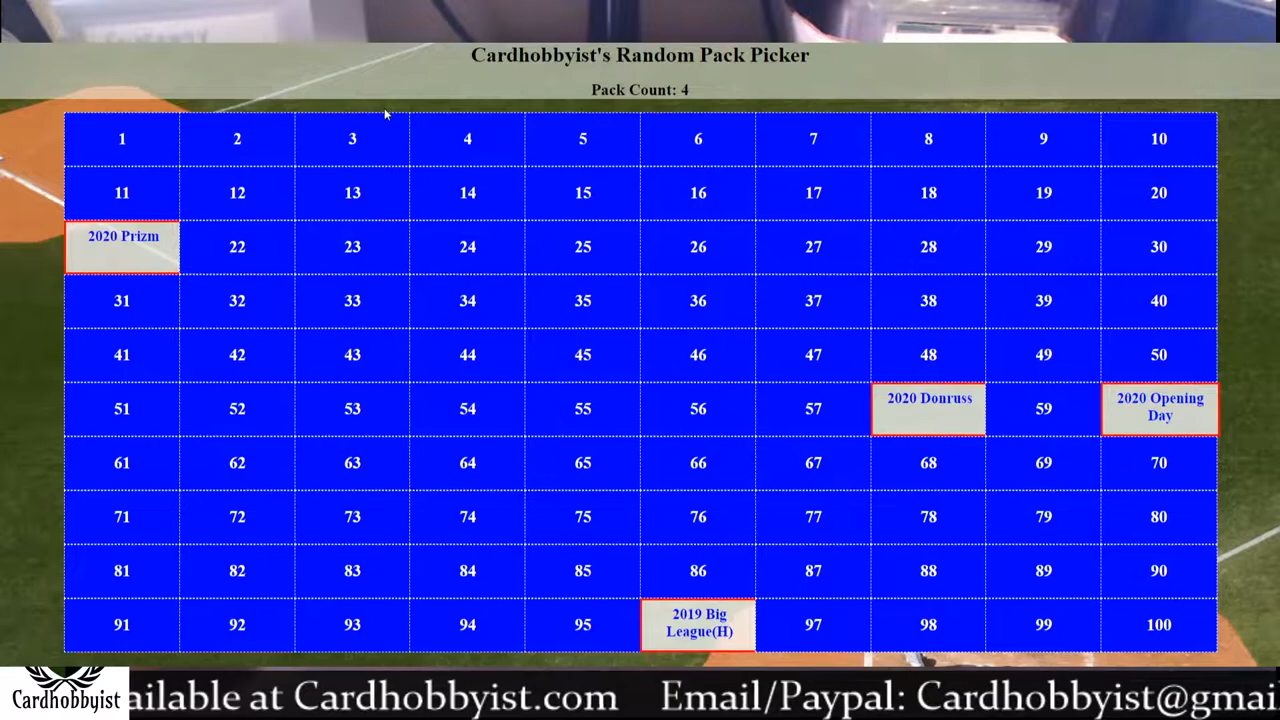 Cardhobbyist's Random Pack Picker
Pack Count: 4
1 2 3 4 5 6 7 8 9 10
11 12 13 14 15 16 17 18 19 20
2020 Prizm 22 23 24 25 26 27 28 29 30
31 32 33 34 35 36 37 38 39 40
41 42 43 44 45 46 47 48 49 50
51 52 53 54 55 56 57 2020 Donruss 59 2020 Opening
Day
61 62 63 64 65 66 67 68 69 70
71 72 73 74 75 76 77 78 79 80
81 82 83 84 85 86 87 88 89 90
91 92 93 94 95 2019 Big
League(H) 97 98 99 100
Cardhobbyist
ailable at Cardhobbyist.com Email/Paypal: Cardhobbyist@gmai